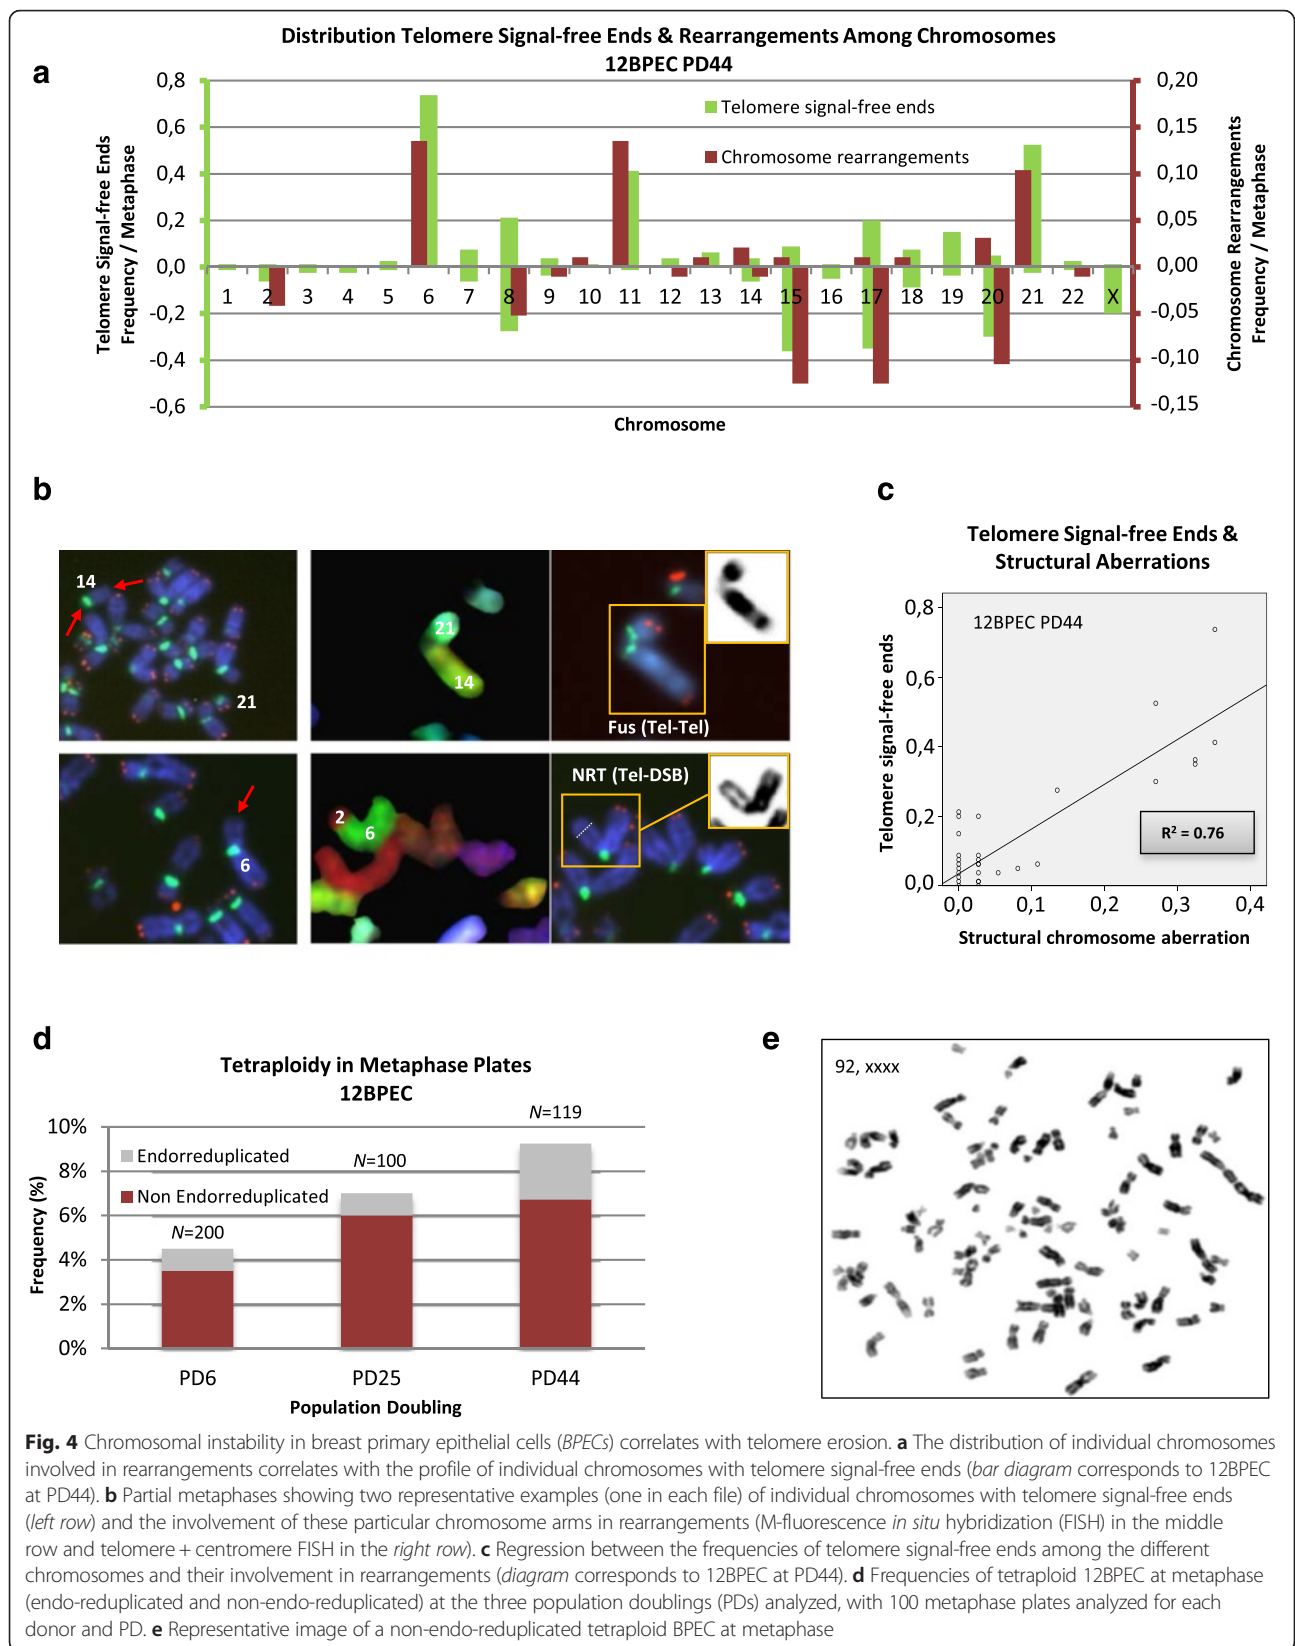 Distribution Telomere Signal-free Ends & Rearrangements Among Chromosomes
12BPEC PD44
a
Telomere Signal-free Ends
Frequency / Metaphase
0,8
0,6
0,4
0,2
0,0
-0,2
-0,4
-0,6
Telomere signal-free ends
Chromosome rearrangements
0,20
0,15
0,10
0,05
0,00
-0,05
-0,10
-0,15
Chromosome Rearrangements
Frequency / Metaphase
1 2 3 4 5 6 7 8 9 10 11 12 13 14 15 16 17 18 19 20 21 22 X
Chromosome
b
14
21
21
14
Fus (Tel-Tel)
6
2
6
NRT (Tel-DSB)
c
Telomere Signal-free Ends &
Structural Aberrations
12BPEC PD44
Telomere signal-free ends
0,8
0,6
0,4
0,2
0,0
R² = 0.76
0,0 0,1 0,2 0,3 0,4
Structural chromosome aberration
d
Tetraploidy in Metaphase Plates
12BPEC
Frequency (%)
10%
8%
6%
4%
2%
0%
Endorreduplicated
Non Endorreduplicated
N=200
N=100
N=119
PD6 PD25 PD44
Population Doubling
e
92, xxxx
Fig. 4 Chromosomal instability in breast primary epithelial cells (BPECs) correlates with telomere erosion. a The distribution of individual chromosomes
involved in rearrangements correlates with the profile of individual chromosomes with telomere signal-free ends (bar diagram corresponds to 12BPEC
at PD44). b Partial metaphases showing two representative examples (one in each file) of individual chromosomes with telomere signal-free ends
(left row) and the involvement of these particular chromosome arms in rearrangements (M-fluorescence in situ hybridization (FISH) in the middle
row and telomere + centromere FISH in the right row). c Regression between the frequencies of telomere signal-free ends among the different
chromosomes and their involvement in rearrangements (diagram corresponds to 12BPEC at PD44). d Frequencies of tetraploid 12BPEC at metaphase
(endo-reduplicated and non-endo-reduplicated) at the three population doublings (PDs) analyzed, with 100 metaphase plates analyzed for each
donor and PD. e Representative image of a non-endo-reduplicated tetraploid BPEC at metaphase